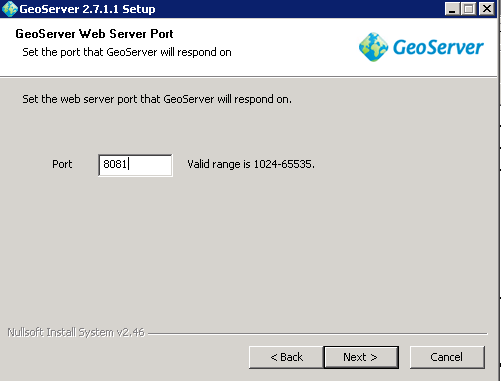 GeoServer 2.7.1.1 Setup
GeoServer Web Server Port
Set the port that GeoServer will respond on
GeoServer
Set the web server port that GeoServer will respond on.
Port 8081 Valid range is 1024-65535.
Nullsoft Install System v2.46
< Back Next > Cancel